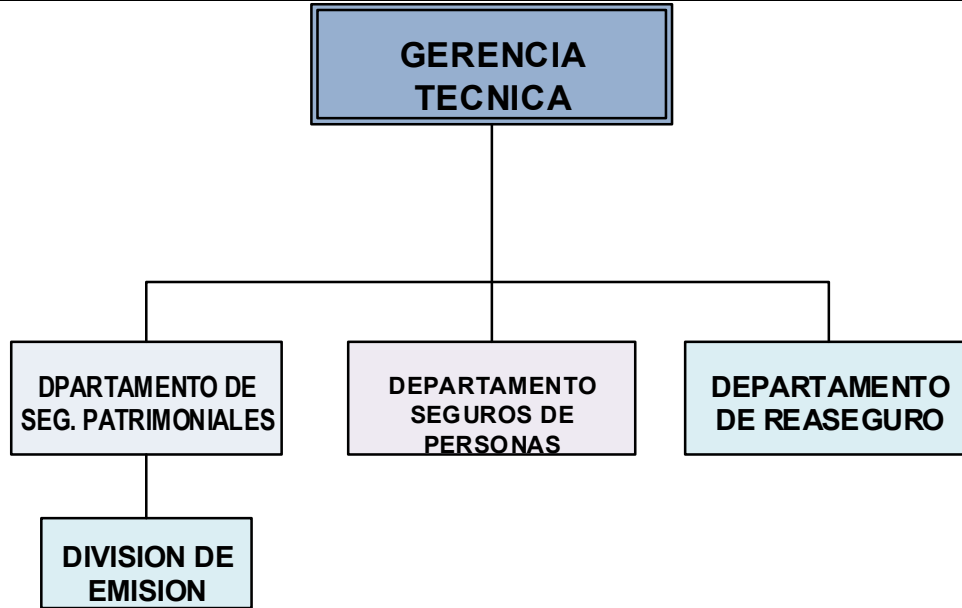 GERENCIA
TECNICA
DPARTAMENTO DE
SEG. PATRIMONIALES
DEPARTAMENTO
SEGUROS DE
PERSONAS
DEPARTAMENTO
DE REASEGURO
DIVISION DE
EMISION